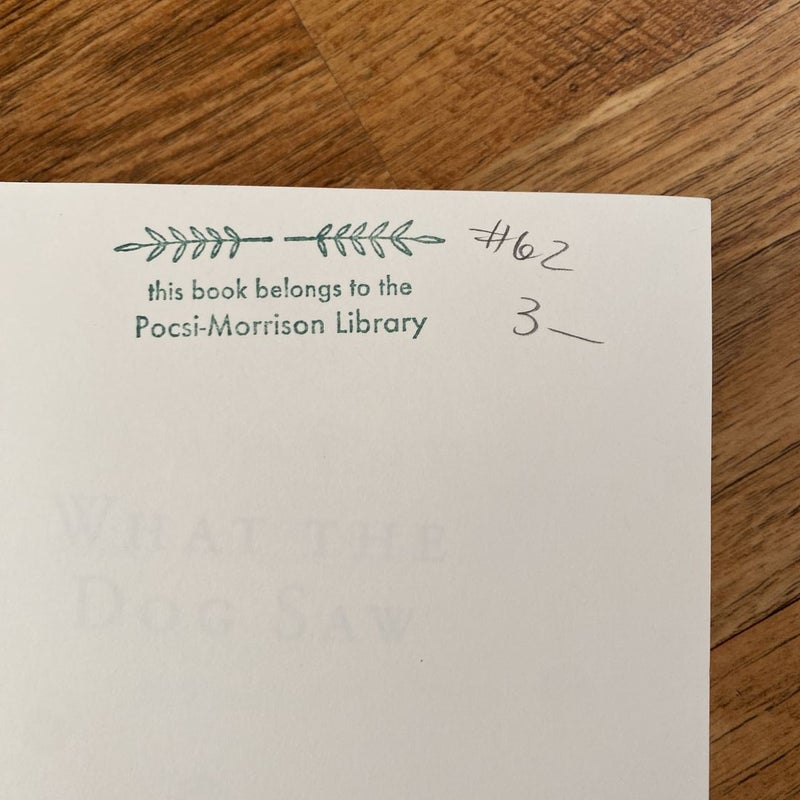 this book belongs to the
Pocsi-Morrison Library
#62
3—
WHAT THE
DOG SAW